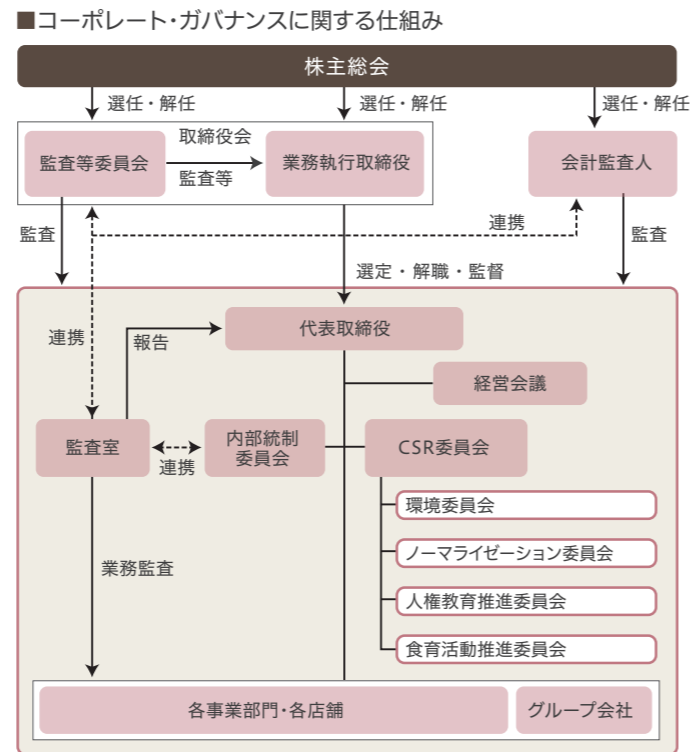 ■コーポレート・ガバナンスに関する仕組み
株主総会
選任・解任
選任・解任
選任・解任
監査等委員会
取締役会
監査等
業務執行取締役
会計監査人
監査
連携
監査
選定・解職・監督
代表取締役
連携
報告
経営会議
監査室
連携
内部統制
委員会
CSR委員会
環境委員会
ノーマライゼーション委員会
人権教育推進委員会
食育活動推進委員会
業務監査
各事業部門・各店舗
グループ会社